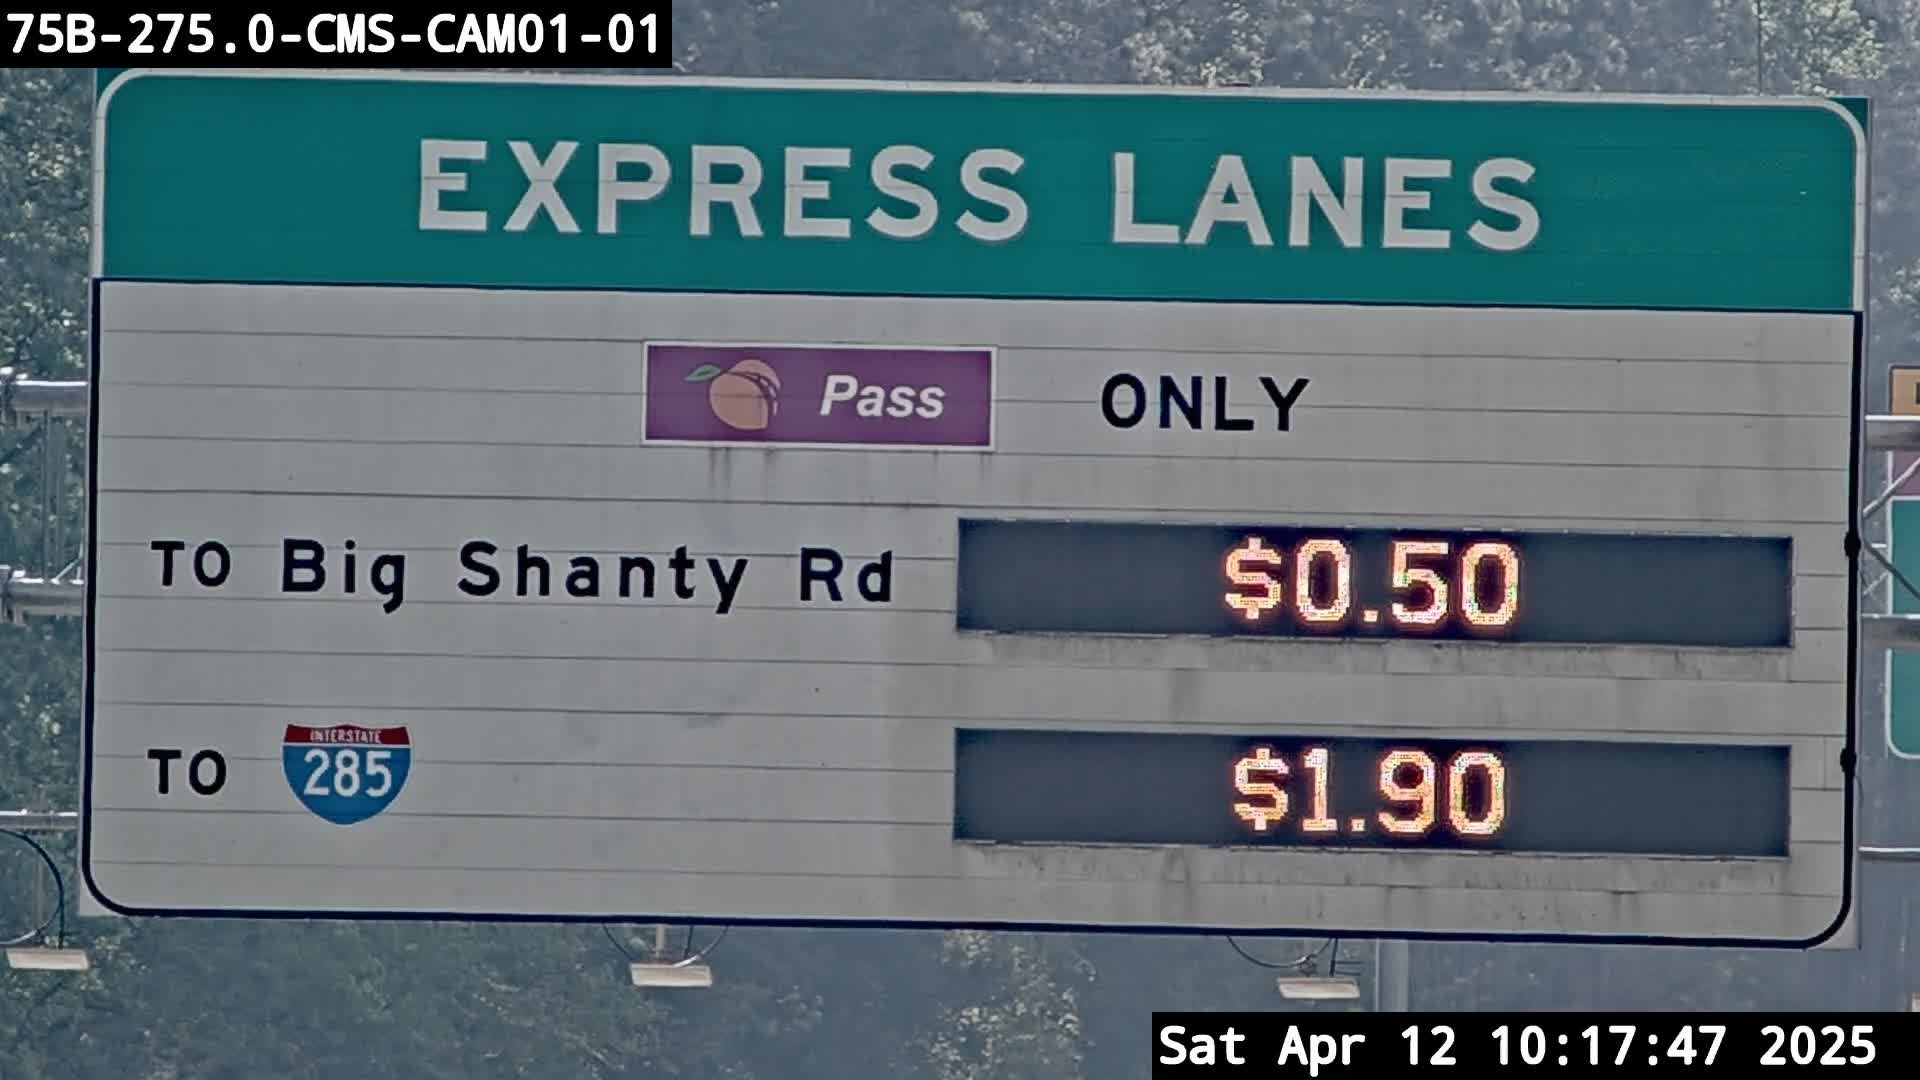 75B-275.0-CMS-CAM01-01
EXPRESS LANES
Pass ONLY
TO Big Shanty Rd $0.50
TO INTERSTATE 285 $1.90
Sat Apr 12 10:17:47 2025